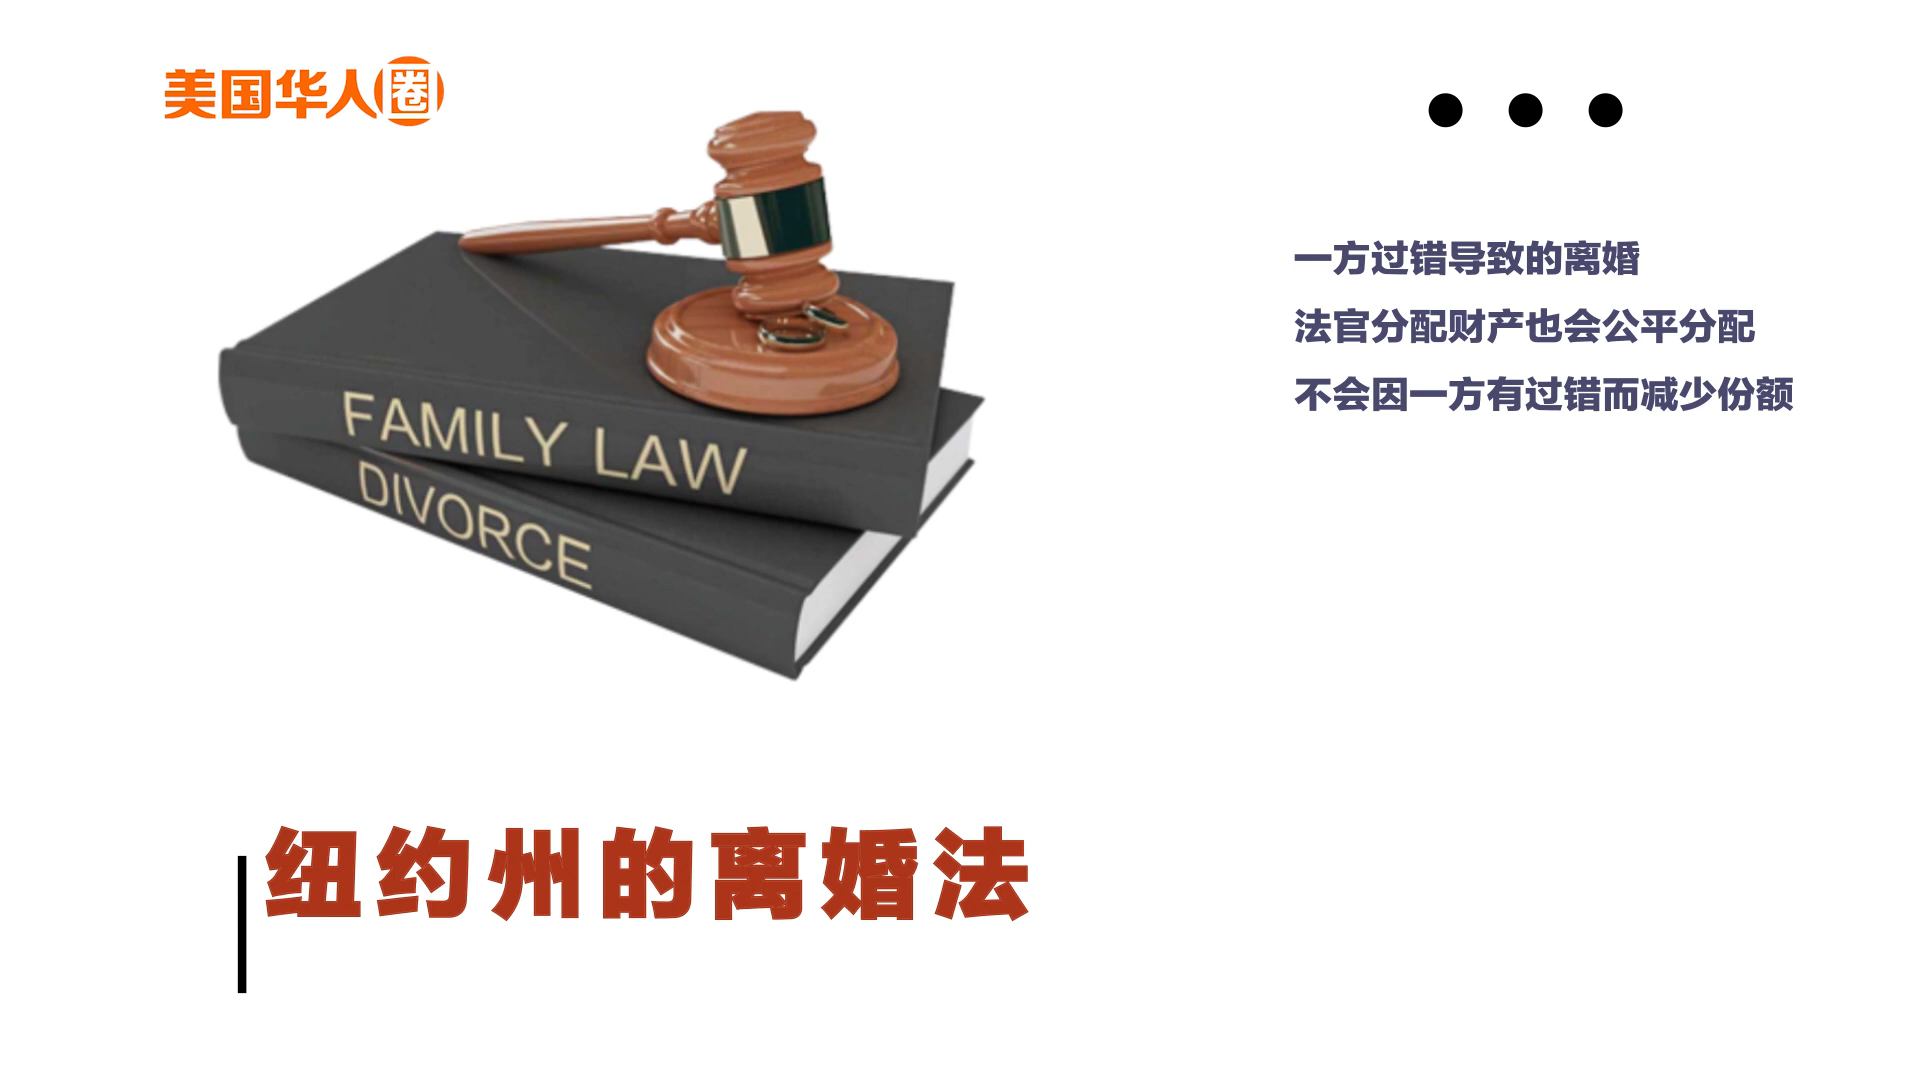 美国华人圈
一方过错导致的离婚
法官分配财产也会公平分配
不会因一方有过错而减少份额
FAMILY LAW
DIVORCE
纽约州的离婚法